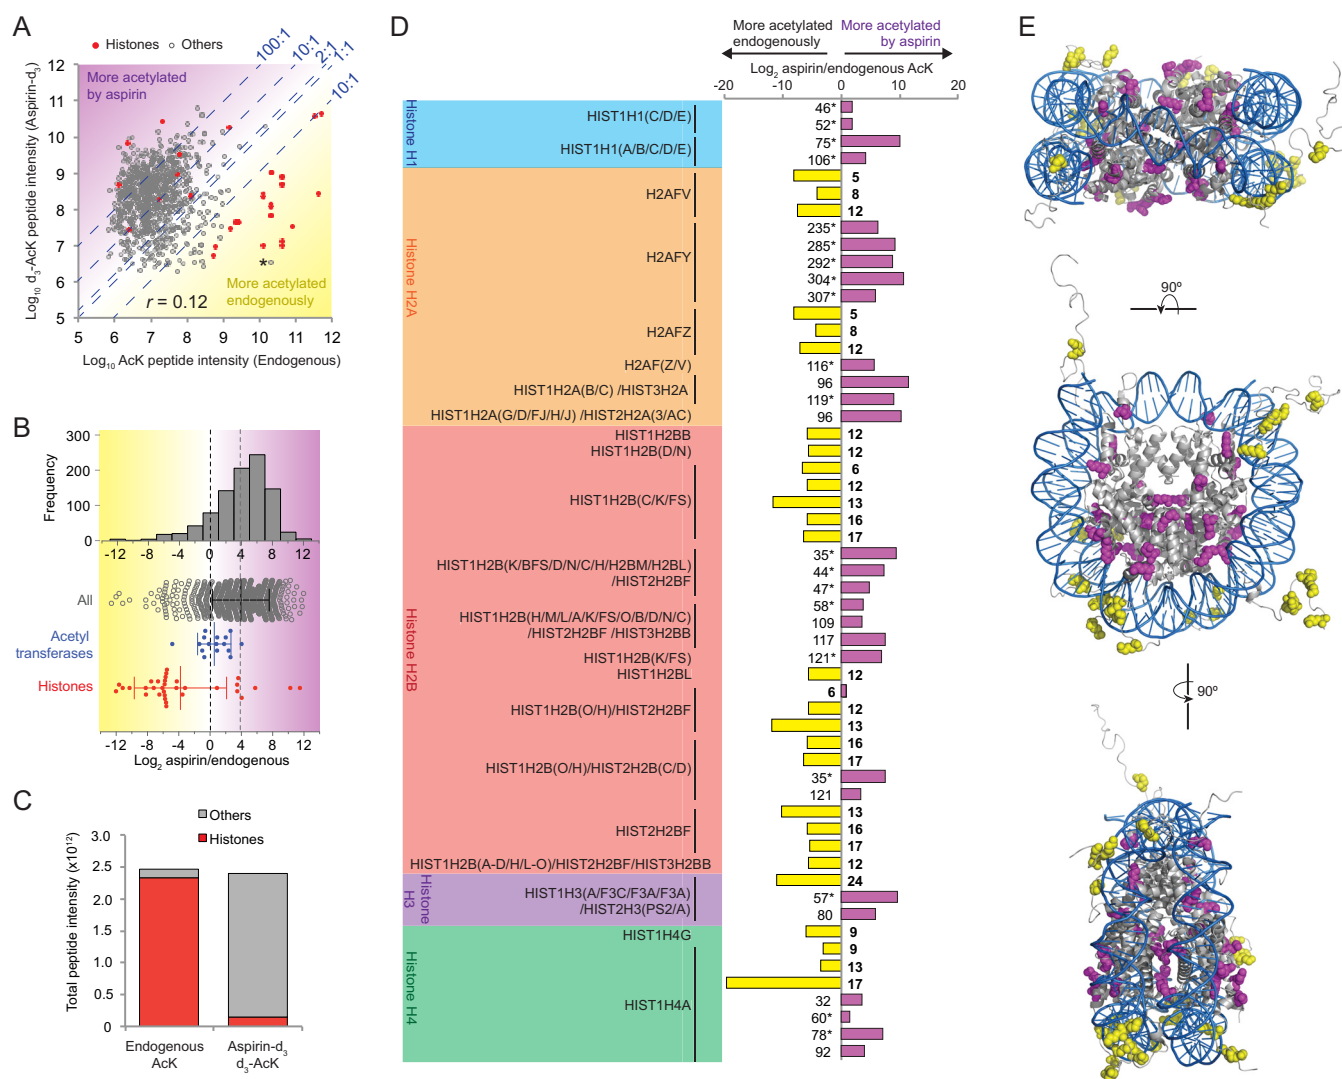 A
Histones
Others
100:1
10:1
2:1
1:1
10:1
More acetylated
by aspirin
More acetylated
endogenously
r = 0.12
*
12
11
10
9
8
7
6
5
5 6 7 8 9 10 11 12
Log10 d3-AcK peptide intensity (Aspirin-d3)
Log10 AcK peptide intensity (Endogenous)
B
Frequency
300
200
100
0
-12 -8 -4 0 4 8 12
All
Acetyl
transferases
Histones
-12 -8 -4 0 4 8 12
Log2 aspirin/endogenous
C
Others
Histones
Total peptide intensity (x10^12)
3.0
2.5
2.0
1.5
1.0
0.5
0
Endogenous
AcK
Aspirin-d3
d3-AcK
D
More acetylated
endogenously
More acetylated
by aspirin
Log2 aspirin/endogenous AcK
-20 -10 0 10 20
Histone H1
HIST1H1(C/D/E)
46*
52*
HIST1H1(A/B/C/D/E)
75*
106*
Histone H2A
H2AFV
5
8
12
H2AFY
235*
285*
292*
304*
307*
H2AFZ
5
8
12
H2AF(Z/V)
116*
HIST1H2A(B/C) /HIST3H2A
96
119*
HIST1H2A(G/D/FJ/H/J) /HIST2H2A(3/AC)
96
Histone H2B
HIST1H2BB
12
HIST1H2B(D/N)
12
HIST1H2B(C/K/FS)
6
12
13
16
17
HIST1H2B(K/BFS/D/N/C/H/H2BM/H2BL)
/HIST2H2BF
35*
44*
47*
HIST1H2B(H/M/L/A/K/FS/O/B/D/N/C)
/HIST2H2BF /HIST3H2BB
58*
109
117
HIST1H2B(K/FS)
121*
HIST1H2BL
12
HIST1H2B(O/H)/HIST2H2BF
6
12
13
16
17
HIST1H2B(O/H)/HIST2H2B(C/D)
35*
121
HIST2H2BF
13
16
17
HIST1H2B(A-D/H/L-O)/HIST2H2BF/HIST3H2BB
12
Histone
H3
HIST1H3(A/F3C/F3A/F3A)
/HIST2H3(PS2/A)
24
57*
80
Histone H4
HIST1H4G
9
HIST1H4A
9
13
17
32
60*
78*
92
E
90º
90º